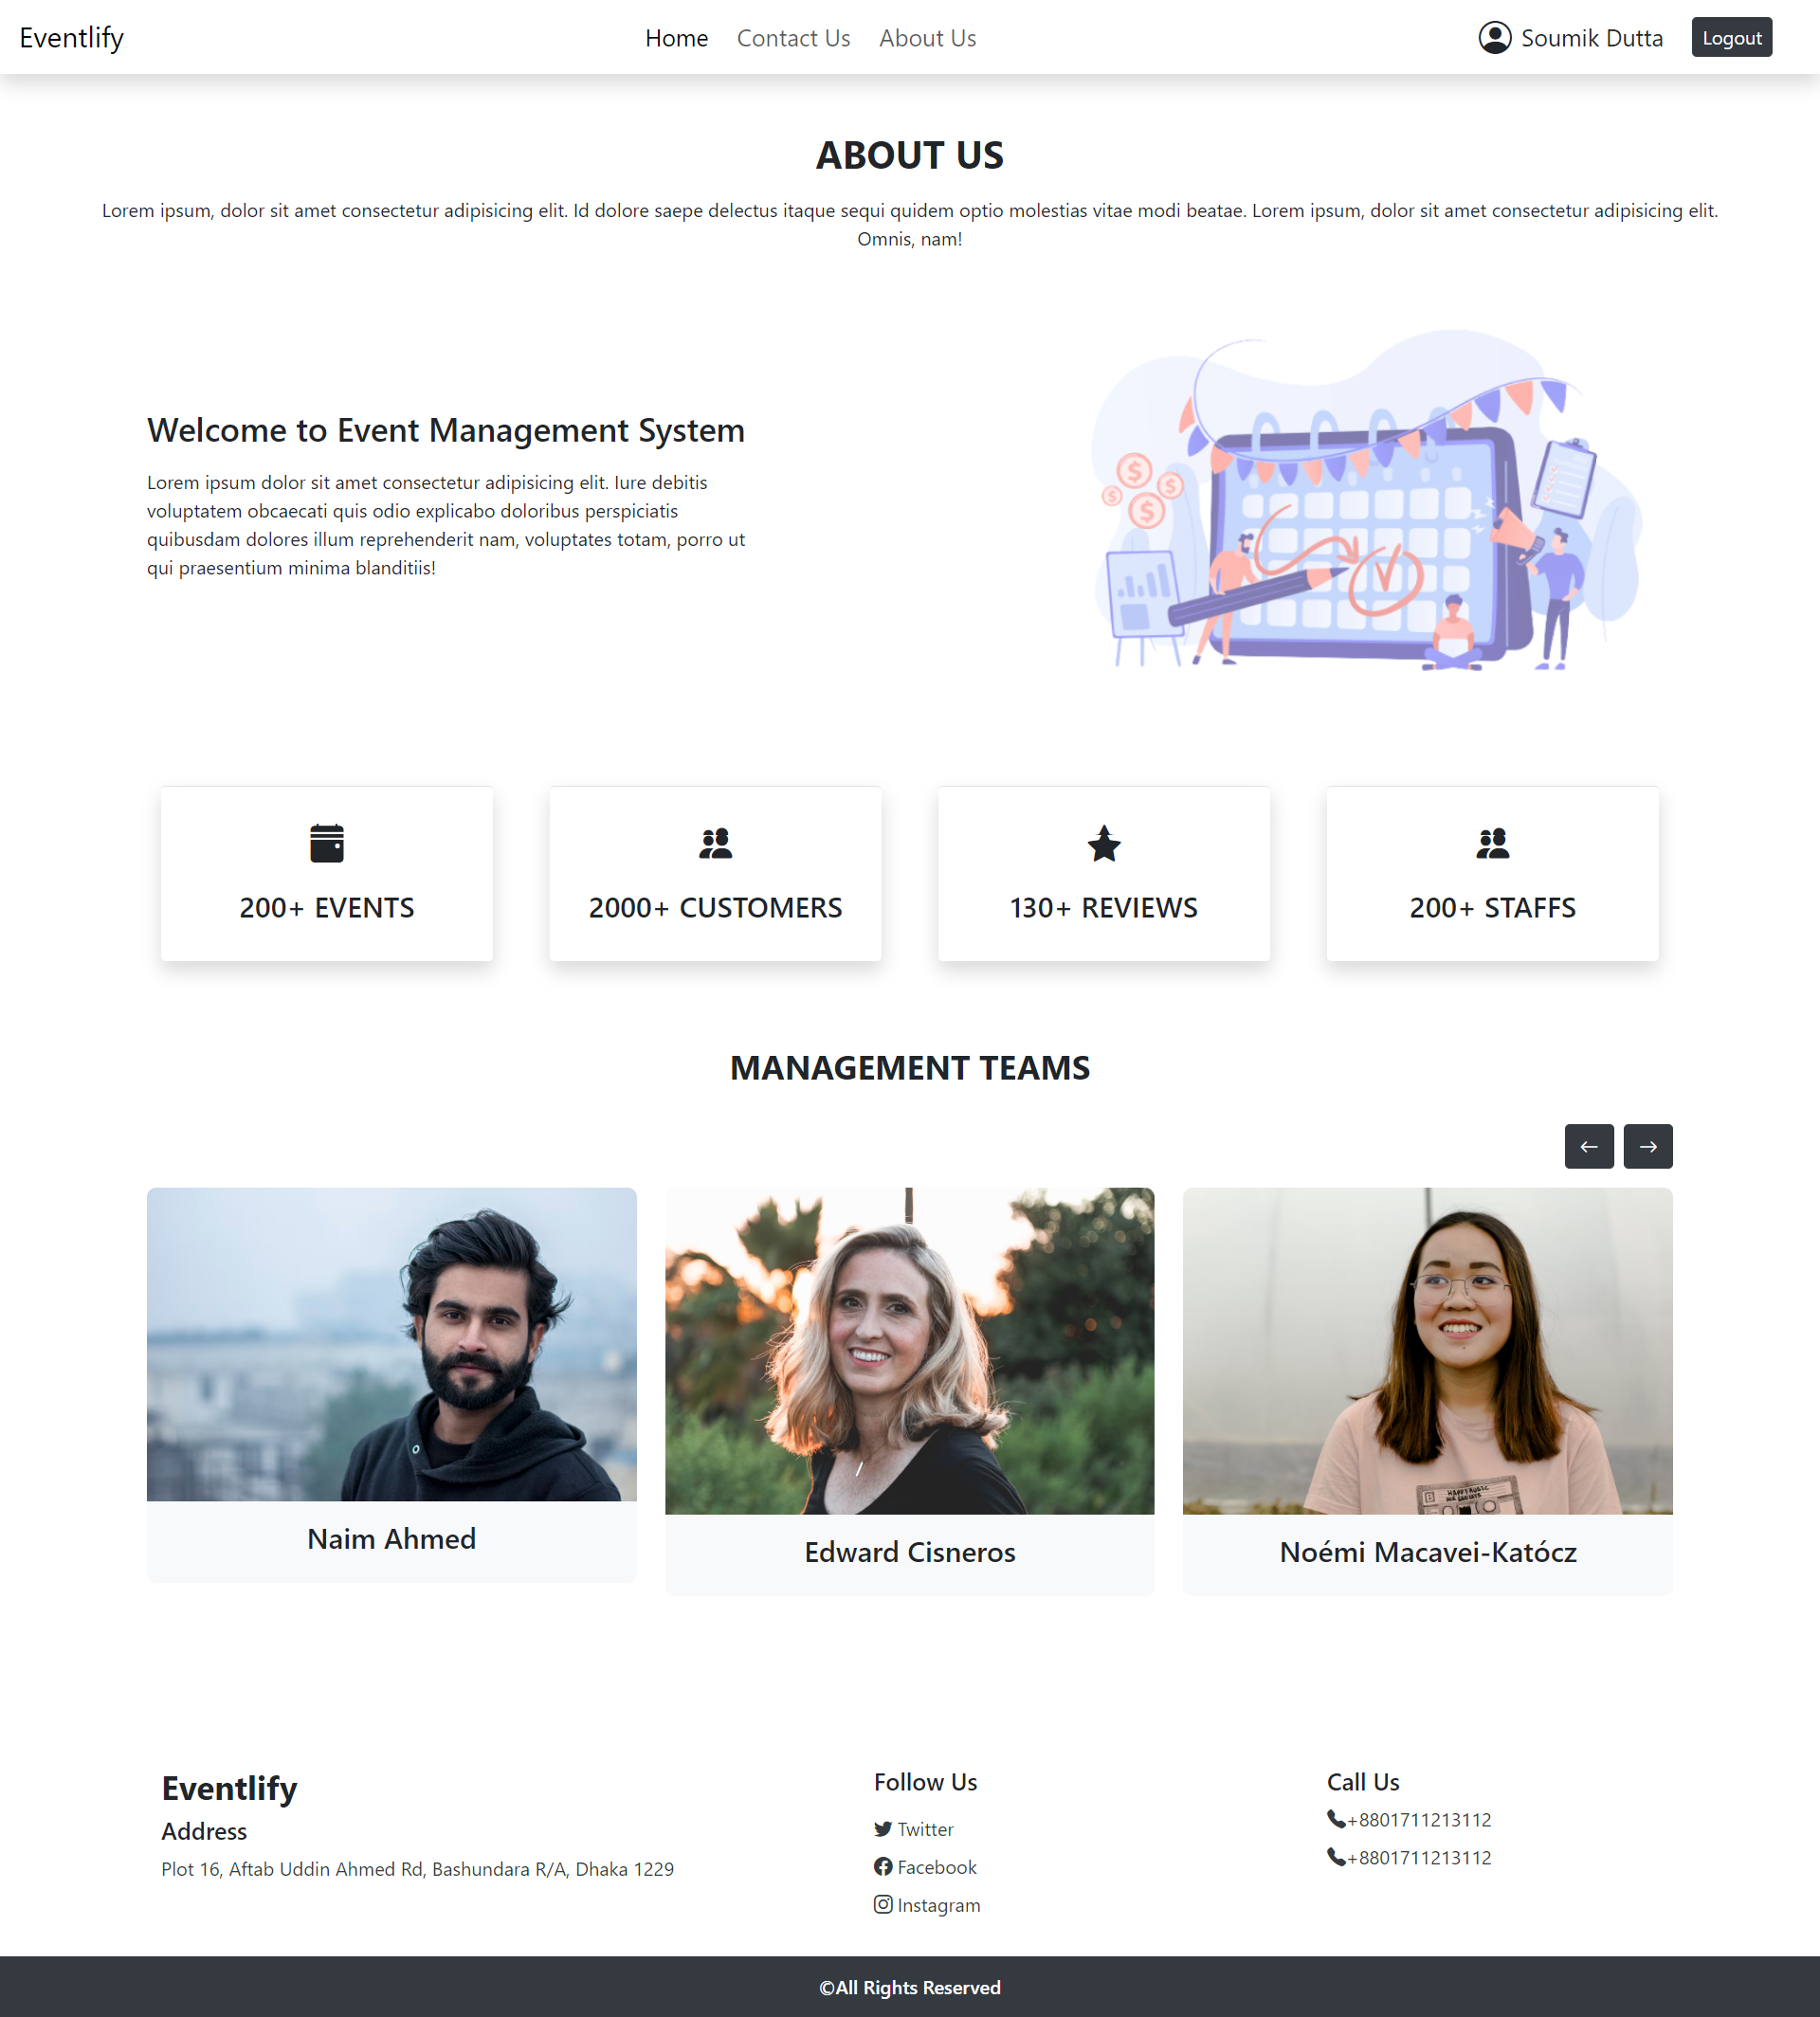 Eventlify
Home
Contact Us
About Us
Soumik Dutta
Logout
ABOUT US
Lorem ipsum, dolor sit amet consectetur adipisicing elit. Id dolore saepe delectus itaque sequi quidem optio molestias vitae modi beatae. Lorem ipsum, dolor sit amet consectetur adipisicing elit.
Omnis, nam!
Welcome to Event Management System
Lorem ipsum dolor sit amet consectetur adipisicing elit. Iure debitis
voluptatem obcaecati quis odio explicabo doloribus perspiciatis
quibusdam dolores illum reprehenderit nam, voluptates totam, porro ut
qui praesentium minima blanditiis!
200+ EVENTS
2000+ CUSTOMERS
130+ REVIEWS
200+ STAFFS
MANAGEMENT TEAMS
Naim Ahmed
Edward Cisneros
Noémi Macavei-Katócz
Eventlify
Address
Plot 16, Aftab Uddin Ahmed Rd, Bashundara R/A, Dhaka 1229
Follow Us
Twitter
Facebook
Instagram
Call Us
+8801711213112
+8801711213112
©All Rights Reserved